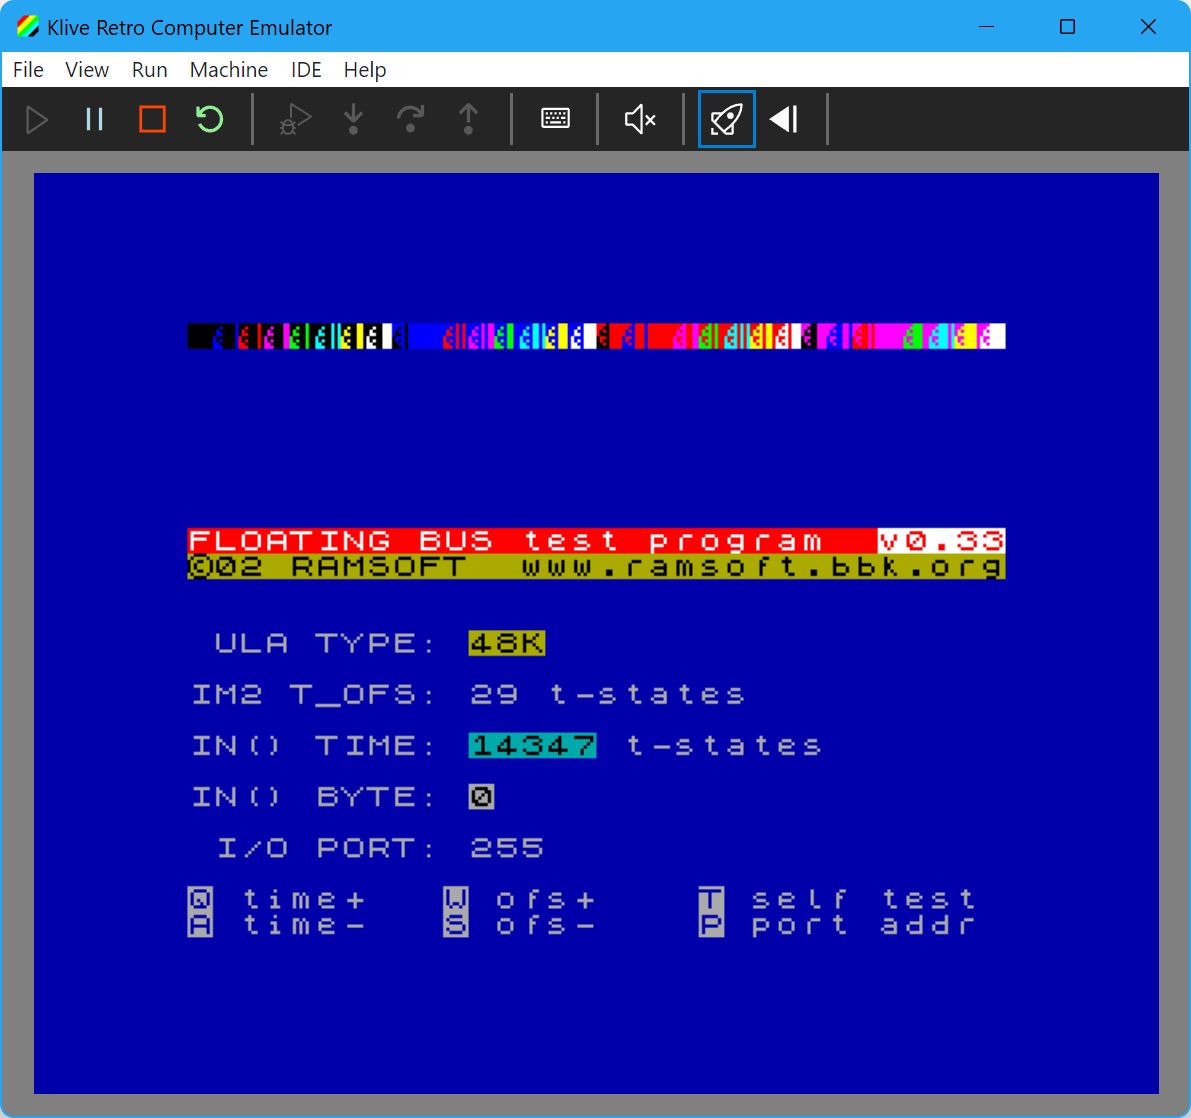 Klive Retro Computer Emulator
File View Run Machine IDE Help
FLOATING BUS test program v0.33
©02 RAMSOFT www.ramsoft.bbk.org
ULA TYPE: 48K
IM2 T_OFS: 29 t-states
IN() TIME: 14347 t-states
IN() BYTE: 0
I/O PORT: 255
Q time+ W ofs+ T self test
A time- S ofs- P port addr